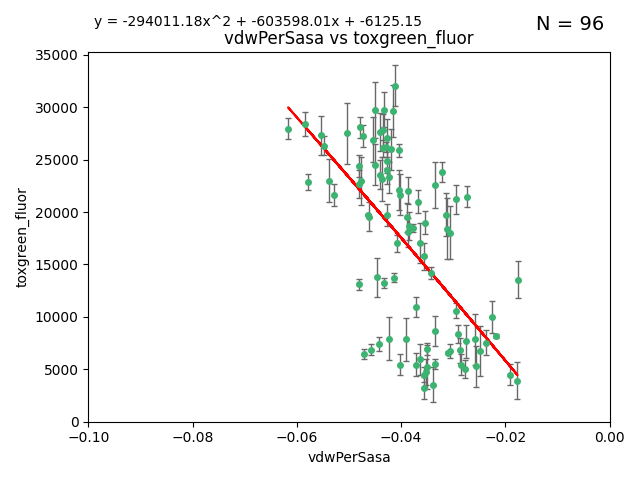 y = -294011.18x^2 + -603598.01x + -6125.15
N = 96
vdwPerSasa vs toxgreen_fluor
35000
30000
25000
20000
15000
10000
5000
0
toxgreen_fluor
−0.10
−0.08
−0.06
−0.04
−0.02
0.00
vdwPerSasa